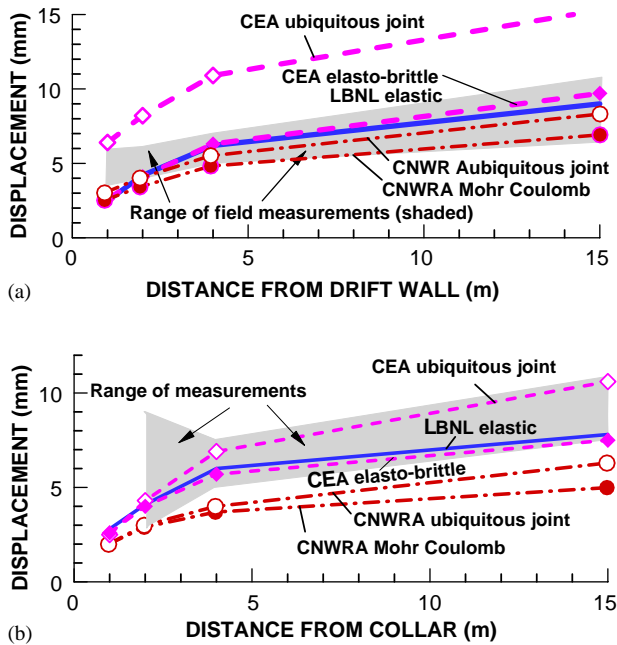 CEA ubiquitous joint
CEA elasto-brittle
LBNL elastic
CNWR Aubiquitous joint
CNWRA Mohr Coulomb
Range of field measurements (shaded)
DISPLACEMENT (mm)
15
10
5
0
0
5
10
15
(a)
DISTANCE FROM DRIFT WALL (m)
CEA ubiquitous joint
Range of measurements
LBNL elastic
CEA elasto-brittle
CNWRA ubiquitous joint
CNWRA Mohr Coulomb
DISPLACEMENT (mm)
10
5
0
0
5
10
15
(b)
DISTANCE FROM COLLAR (m)